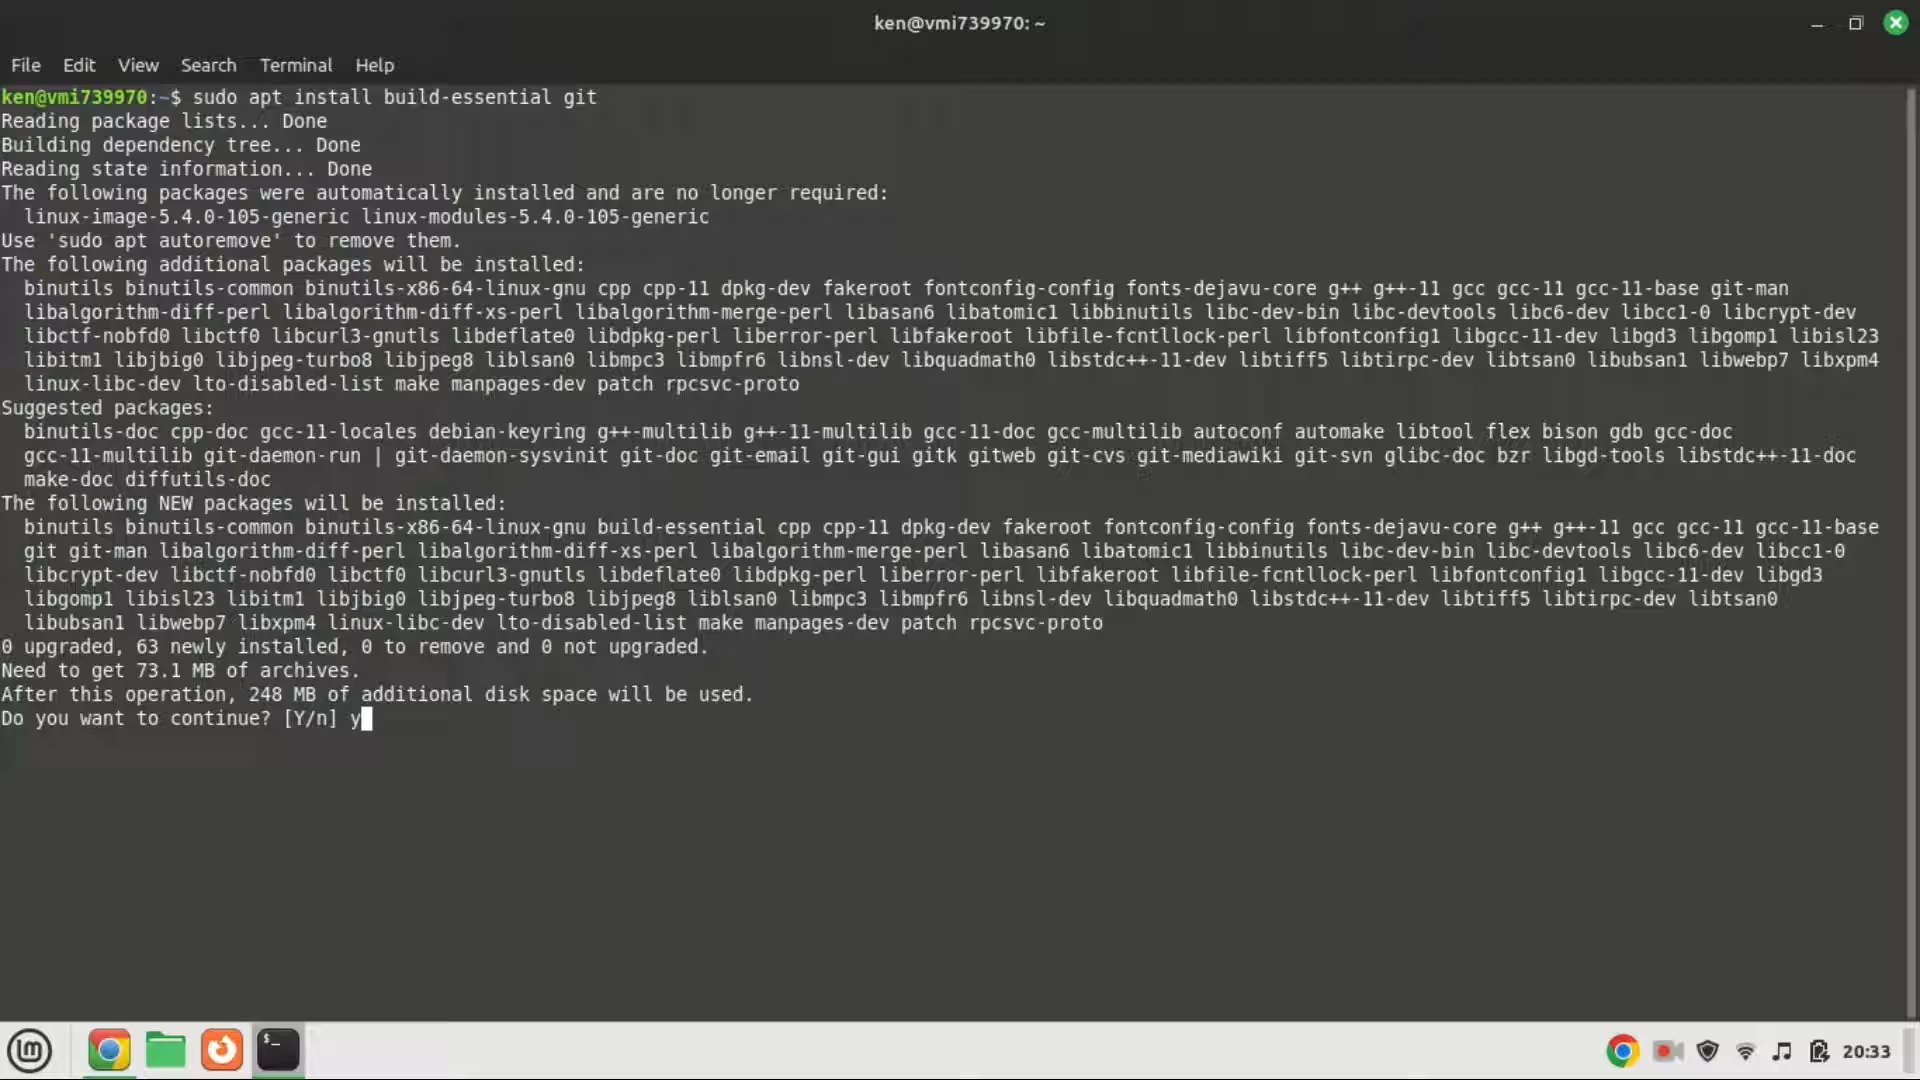 ken@vmi739970: ~
File Edit View Search Terminal Help
ken@vmi739970:~$ sudo apt install build-essential git
Reading package lists... Done
Building dependency tree... Done
Reading state information... Done
The following packages were automatically installed and are no longer required:
linux-image-5.4.0-105-generic linux-modules-5.4.0-105-generic
Use 'sudo apt autoremove' to remove them.
The following additional packages will be installed:
binutils binutils-common binutils-x86-64-linux-gnu cpp cpp-11 dpkg-dev fakeroot fontconfig-config fonts-dejavu-core g++ g++-11 gcc gcc-11 gcc-11-base git-man
libalgorithm-diff-perl libalgorithm-diff-xs-perl libalgorithm-merge-perl libasan6 libatomic1 libbinutils libc-dev-bin libc-devtools libc6-dev libcc1-0 libcrypt-dev
libctf-nobfd0 libctf0 libcurl3-gnutls libdeflate0 libdpkg-perl liberror-perl libfakeroot libfile-fcntllock-perl libfontconfig1 libgcc-11-dev libgd3 libgomp1 libisl23
libitm1 libjbig0 libjpeg-turbo8 libjpeg8 liblsan0 libmpc3 libmpfr6 libnsl-dev libquadmath0 libstdc++-11-dev libtiff5 libtirpc-dev libtsan0 libubsan1 libwebp7 libxpm4
linux-libc-dev lto-disabled-list make manpages-dev patch rpcsvc-proto
Suggested packages:
binutils-doc cpp-doc gcc-11-locales debian-keyring g++-multilib g++-11-multilib gcc-11-doc gcc-multilib autoconf automake libtool flex bison gdb gcc-doc
gcc-11-multilib git-daemon-run | git-daemon-sysvinit git-doc git-email git-gui gitk gitweb git-cvs git-mediawiki git-svn glibc-doc bzr libgd-tools libstdc++-11-doc
make-doc diffutils-doc
The following NEW packages will be installed:
binutils binutils-common binutils-x86-64-linux-gnu build-essential cpp cpp-11 dpkg-dev fakeroot fontconfig-config fonts-dejavu-core g++ g++-11 gcc gcc-11 gcc-11-base
git git-man libalgorithm-diff-perl libalgorithm-diff-xs-perl libalgorithm-merge-perl libasan6 libatomic1 libbinutils libc-dev-bin libc-devtools libc6-dev libcc1-0
libcrypt-dev libctf-nobfd0 libctf0 libcurl3-gnutls libdeflate0 libdpkg-perl liberror-perl libfakeroot libfile-fcntllock-perl libfontconfig1 libgcc-11-dev libgd3
libgomp1 libisl23 libitm1 libjbig0 libjpeg-turbo8 libjpeg8 liblsan0 libmpc3 libmpfr6 libnsl-dev libquadmath0 libstdc++-11-dev libtiff5 libtirpc-dev libtsan0
libubsan1 libwebp7 libxpm4 linux-libc-dev lto-disabled-list make manpages-dev patch rpcsvc-proto
0 upgraded, 63 newly installed, 0 to remove and 0 not upgraded.
Need to get 73.1 MB of archives.
After this operation, 248 MB of additional disk space will be used.
Do you want to continue? [Y/n] y
20:33